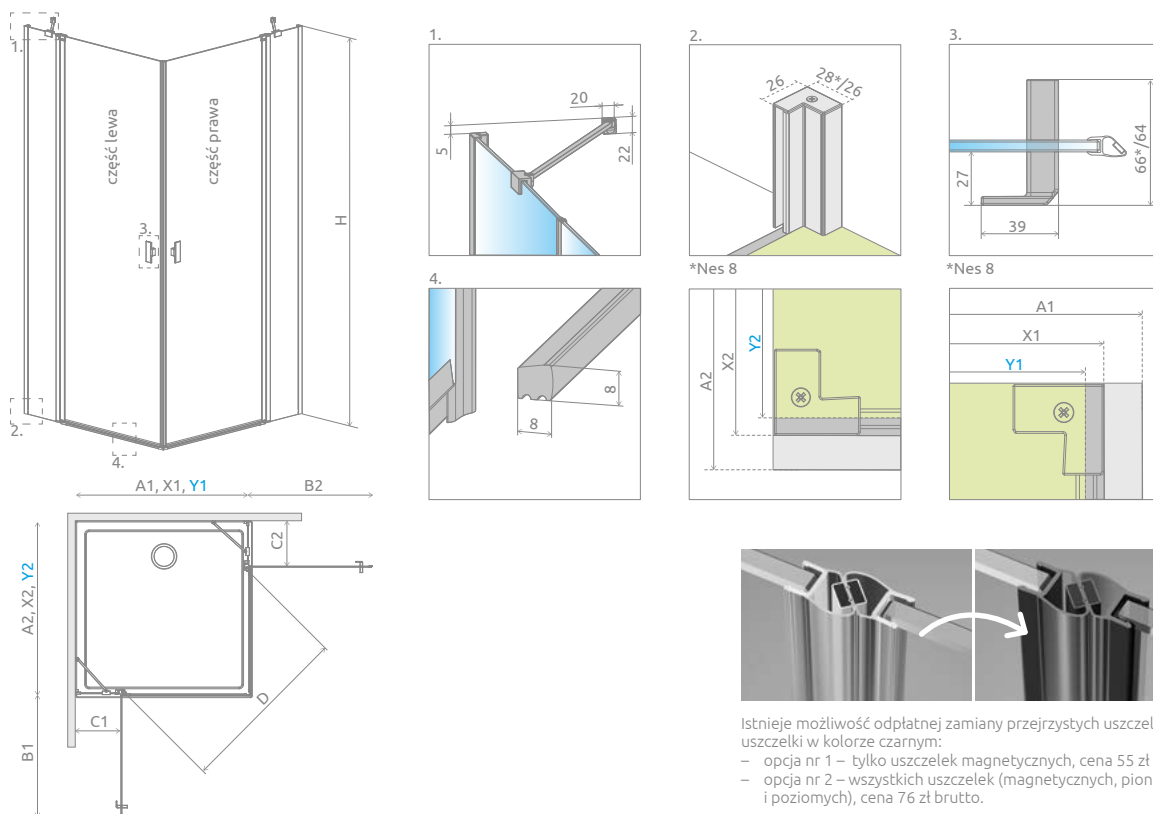 1.
część lewa
część prawa
H
3.
2.
4.
1.
20
5
22
2.
26
28*/26
*Nes 8
3.
66*/64
27
39
*Nes 8
4.
8
8
A2
X2
Y2
A1
X1
Y1
A1, X1, Y1
B2
A2, X2, Y2
C2
D
C1
B1
Istnieje możliwość odpłatnej zamiany przejrzystych
uszczelki w kolorze czarnym:
– opcja nr 1 – tylko uszczelek magnetycznych, cena 55 zł
– opcja nr 2 – wszystkich uszczelek (magnetycznych,
i poziomych), cena 76 zł brutto.